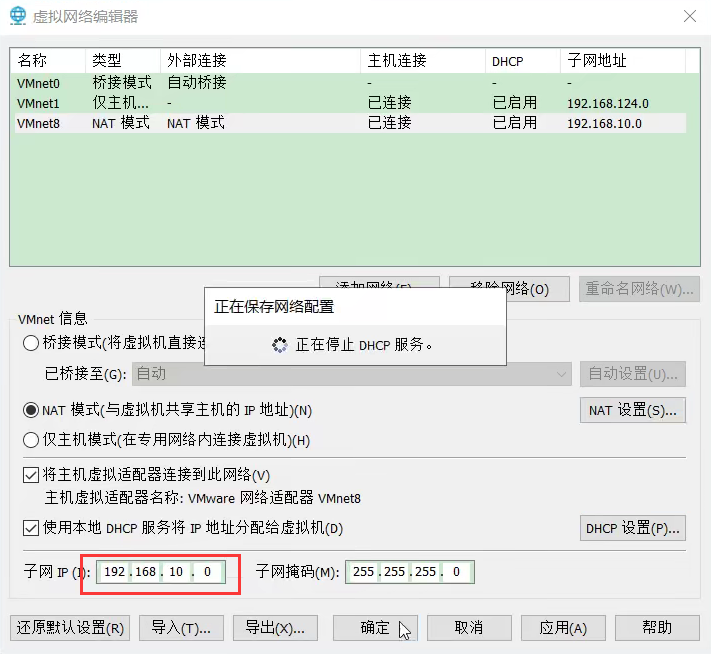 虚拟网络编辑器
名称 类型 外部连接 主机连接 DHCP 子网地址
VMnet0 桥接模式 自动桥接 - - -
VMnet1 仅主机... - 已连接 已启用 192.168.124.0
VMnet8 NAT 模式 NAT 模式 已连接 已启用 192.168.10.0
添加网络(E)... 移除网络(O) 重命名网络(W)...
正在保存网络配置
正在停止 DHCP 服务。
VMnet 信息
桥接模式(将虚拟机直接
已桥接至(G): 自动 自动设置(U)...
NAT 模式(与虚拟机共享主机的 IP 地址)(N) NAT 设置(S)...
仅主机模式(在专用网络内连接虚拟机)(H)
将主机虚拟适配器连接到此网络(V)
主机虚拟适配器名称: VMware 网络适配器 VMnet8
使用本地 DHCP 服务将 IP 地址分配给虚拟机(D) DHCP 设置(P)...
子网 IP (I): 192 . 168 . 10 . 0 子网掩码(M): 255 . 255 . 255 . 0
还原默认设置(R) 导入(T)... 导出(X)... 确定 取消 应用(A) 帮助